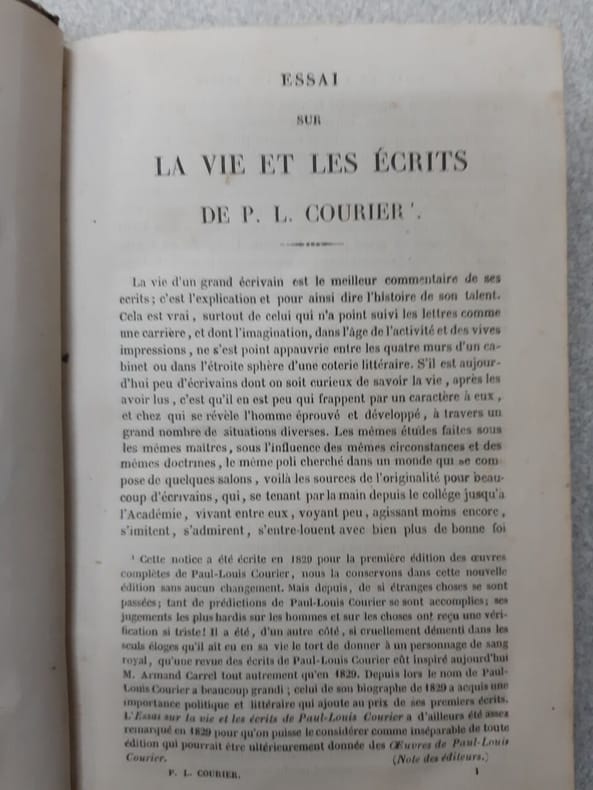 ESSAI
SUR
LA VIE ET LES ÉCRITS
DE P. L. COURIER ¹.
La vie d'un grand écrivain est le meilleur commentaire de ses
ecrits ; c'est l'explication et pour ainsi dire l'histoire de son talent.
Cela est vrai, surtout de celui qui n'a point suivi les lettres comme
une carrière, et dont l'imagination, dans l'âge de l'activité et des vives
impressions, ne s'est point appauvrie entre les quatre murs d'un ca-
binet ou dans l'étroite sphère d'une coterie littéraire. S'il est aujour-
d'hui peu d'écrivains dont on soit curieux de savoir la vie, après les
avoir lus, c'est qu'il en est peu qui frappent par un caractère à eux,
et chez qui se révèle l'homme éprouvé et développé, à travers un
grand nombre de situations diverses. Les mêmes études faites sous
les mêmes maitres, sous l'influence des mêmes circonstances et des
mêmes doctrines, le même poli cherché dans un monde qui se com-
pose de quelques salons, voilà les sources de l'originalité pour beau-
coup d'écrivains, qui, se tenant par la main depuis le collége jusqu'à
l'Académie, vivant entre eux, voyant peu, agissant moins encore,
s'imitent, s'admirent, s'entre-louent avec bien plus de bonne foi
¹ Cette notice a été écrite en 1829 pour la première édition des œuvres
complètes de Paul-Louis Courier, nous la conservons dans cette nouvelle
édition sans aucun changement. Mais depuis, de si étranges choses se sont
passées; tant de prédictions de Paul-Louis Courier se sont accomplies; ses
jugements les plus hardis sur les hommes et sur les choses ont reçu une véri-
fication si triste! Il a été, d'un autre côté, si cruellement démenti dans les
seuls éloges qu'il ait eu en sa vie le tort de donner à un personnage de sang
royal, qu'une revue des écrits de Paul-Louis Courier eût inspiré aujourd'hui
M. Armand Carrel tout autrement qu'en 1829. Depuis lors le nom de Paul-
Louis Courier a beaucoup grandi ; celui de son biographe de 1829 a acquis une
importance politique et littéraire qui ajoute au prix de ses premiers écrits.
L'Essai sur la vie et les écrits de Paul-Louis Courier a d'ailleurs été assez
remarqué en 1829 pour qu'on puisse le considérer comme inséparable de toute
édition qui pourrait être ultérieurement donnée des Œuvres de Paul-Louis
Courier. (Note des éditeurs.)
P. L. COURIER. 1